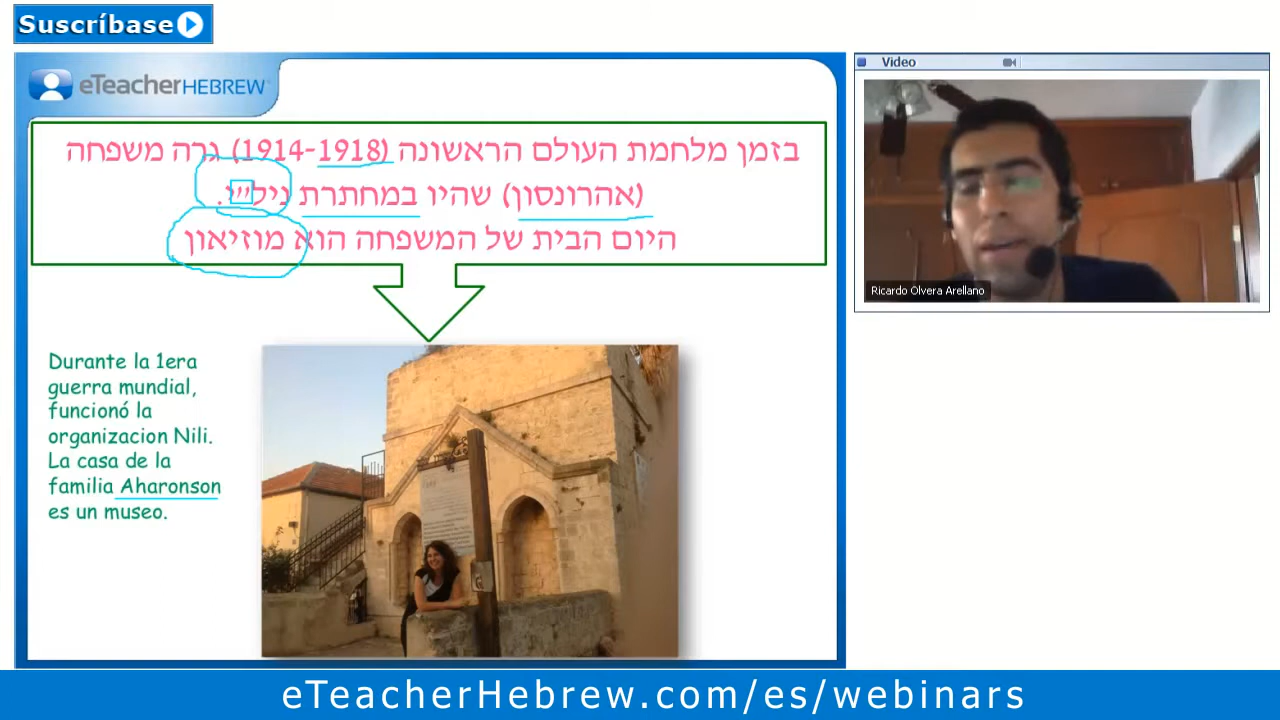 Suscríbase
eTeacherHEBREW
בזמן מלחמת העולם הראשונה (1914-1918) גרה משפחה
(אהרונסון) שהיו במחתרת ניל"י.
היום הבית של המשפחה הוא מוזיאון
Durante la 1era
guerra mundial,
funcionó la
organizacion Nili.
La casa de la
familia Aharonson
es un museo.
Video
Ricardo Olvera Arellano
eTeacherHebrew.com/es/webinars